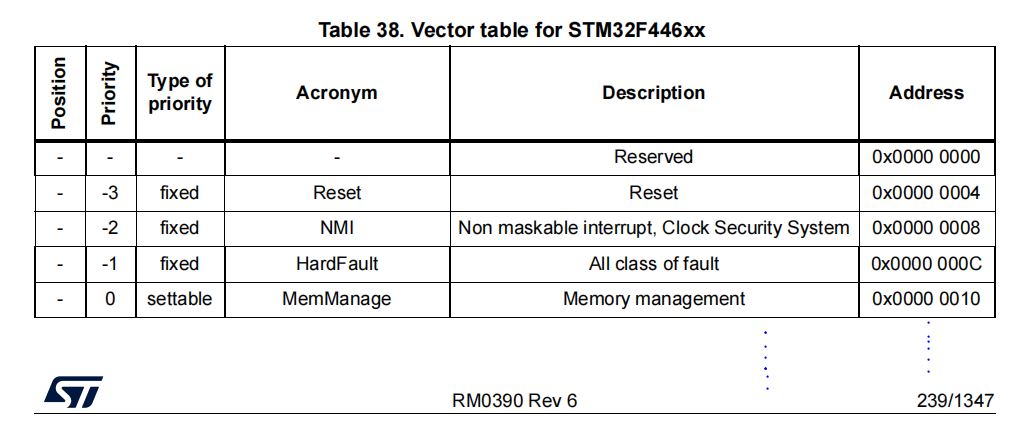 Table 38. Vector table for STM32F446xx
Position Priority Type of priority Acronym Description Address
- - - - Reserved 0x0000 0000
- -3 fixed Reset Reset 0x0000 0004
- -2 fixed NMI Non maskable interrupt, Clock Security System 0x0000 0008
- -1 fixed HardFault All class of fault 0x0000 000C
- 0 settable MemManage Memory management 0x0000 0010
ST RM0390 Rev 6 239/1347